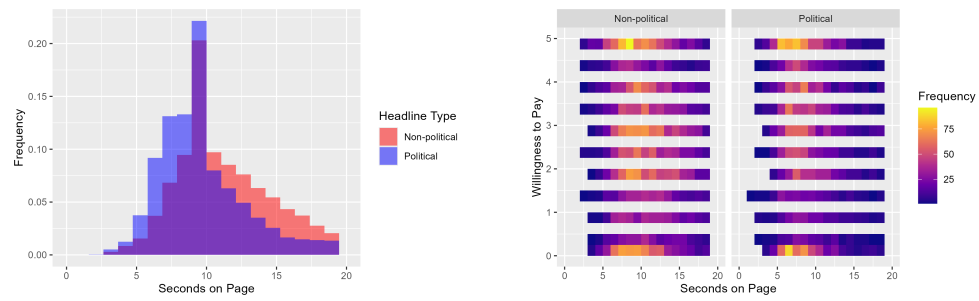 Frequency
0.20
0.15
0.10
0.05
0.00
0 5 10 15 20
Seconds on Page
Headline Type
Non-political
Political
Non-political Political
Willingness to Pay
5
4
3
2
1
0
0 5 10 15 20 0 5 10 15 20
Seconds on Page
Frequency
75
50
25